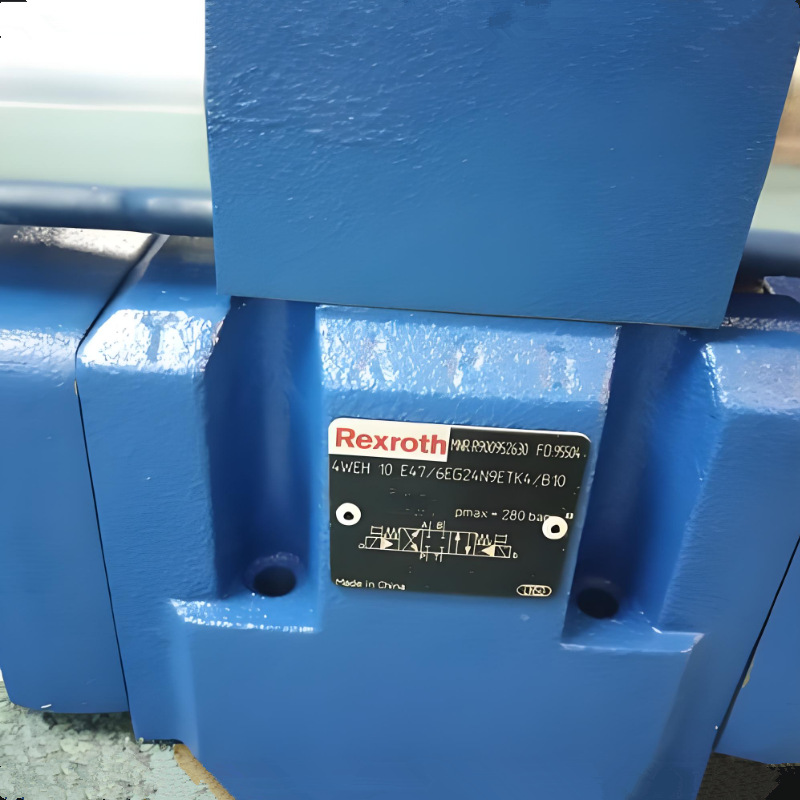 Rexroth MNR.R900952630 FD.95504
4WEH 10 E47/6EG24N9ETK4/B10
pmax = 280 bar
A B
a P T b
Made in China